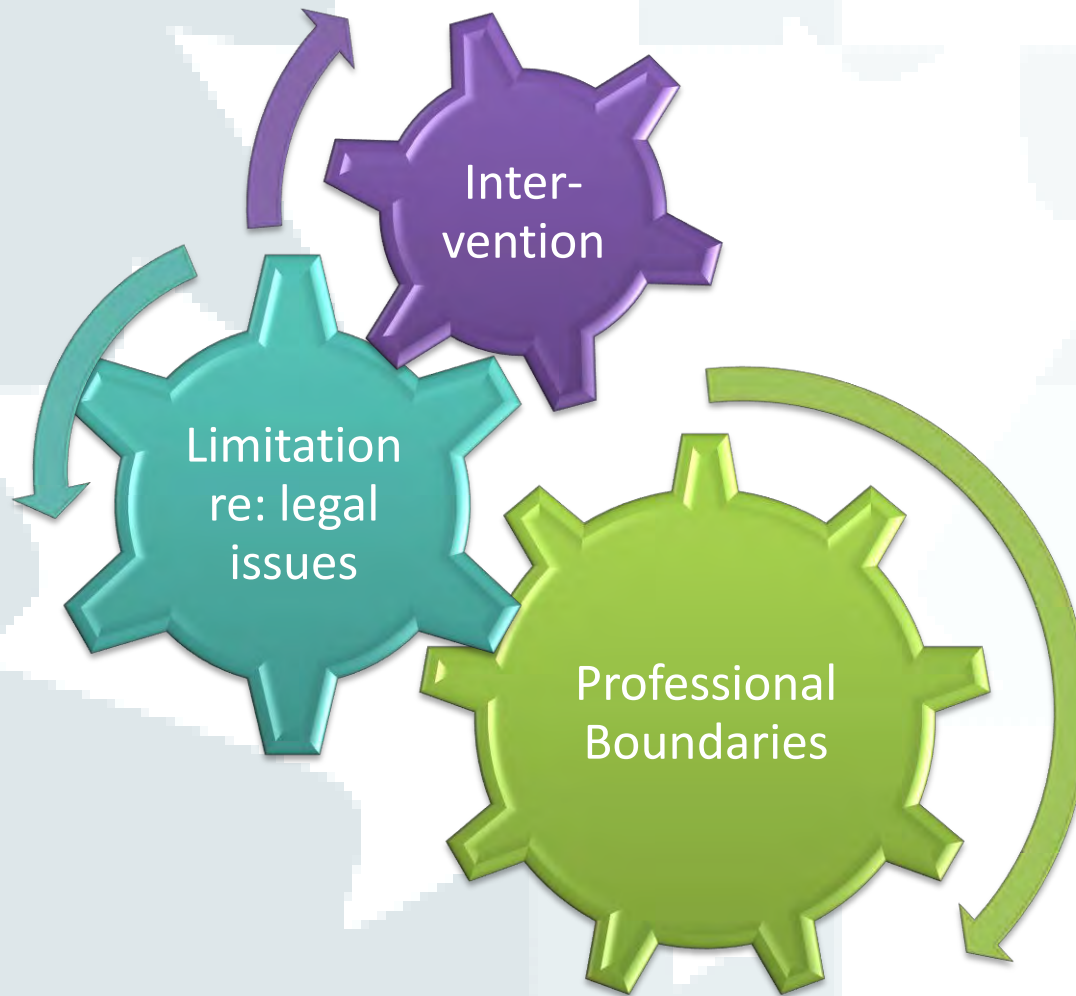 Inter-
vention
Limitation
re: legal
issues
Professional
Boundaries